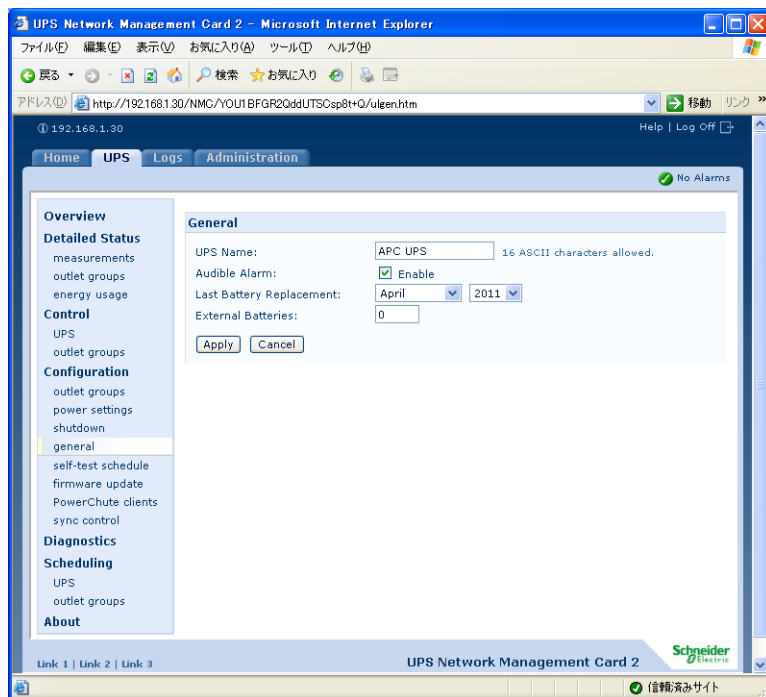 UPS Network Management Card 2 - Microsoft Internet Explorer
ファイル(F) 編集(E) 表示(V) お気に入り(A) ツール(T) ヘルプ(H)
戻る 検索 お気に入り
アドレス(D) http://192.168.1.30/NMC/YOU1BFGR2QddUTSCsp8t+Q/ulgen.htm 移動 リンク »
192.168.1.30 Help | Log Off
Home UPS Logs Administration
No Alarms
Overview
Detailed Status
measurements
outlet groups
energy usage
Control
UPS
outlet groups
Configuration
outlet groups
power settings
shutdown
general
self-test schedule
firmware update
PowerChute clients
sync control
Diagnostics
Scheduling
UPS
outlet groups
About
General
UPS Name: APC UPS 16 ASCII characters allowed.
Audible Alarm: Enable
Last Battery Replacement: April 2011
External Batteries: 0
Apply Cancel
Link 1 | Link 2 | Link 3
UPS Network Management Card 2
Schneider
Electric
信頼済みサイト